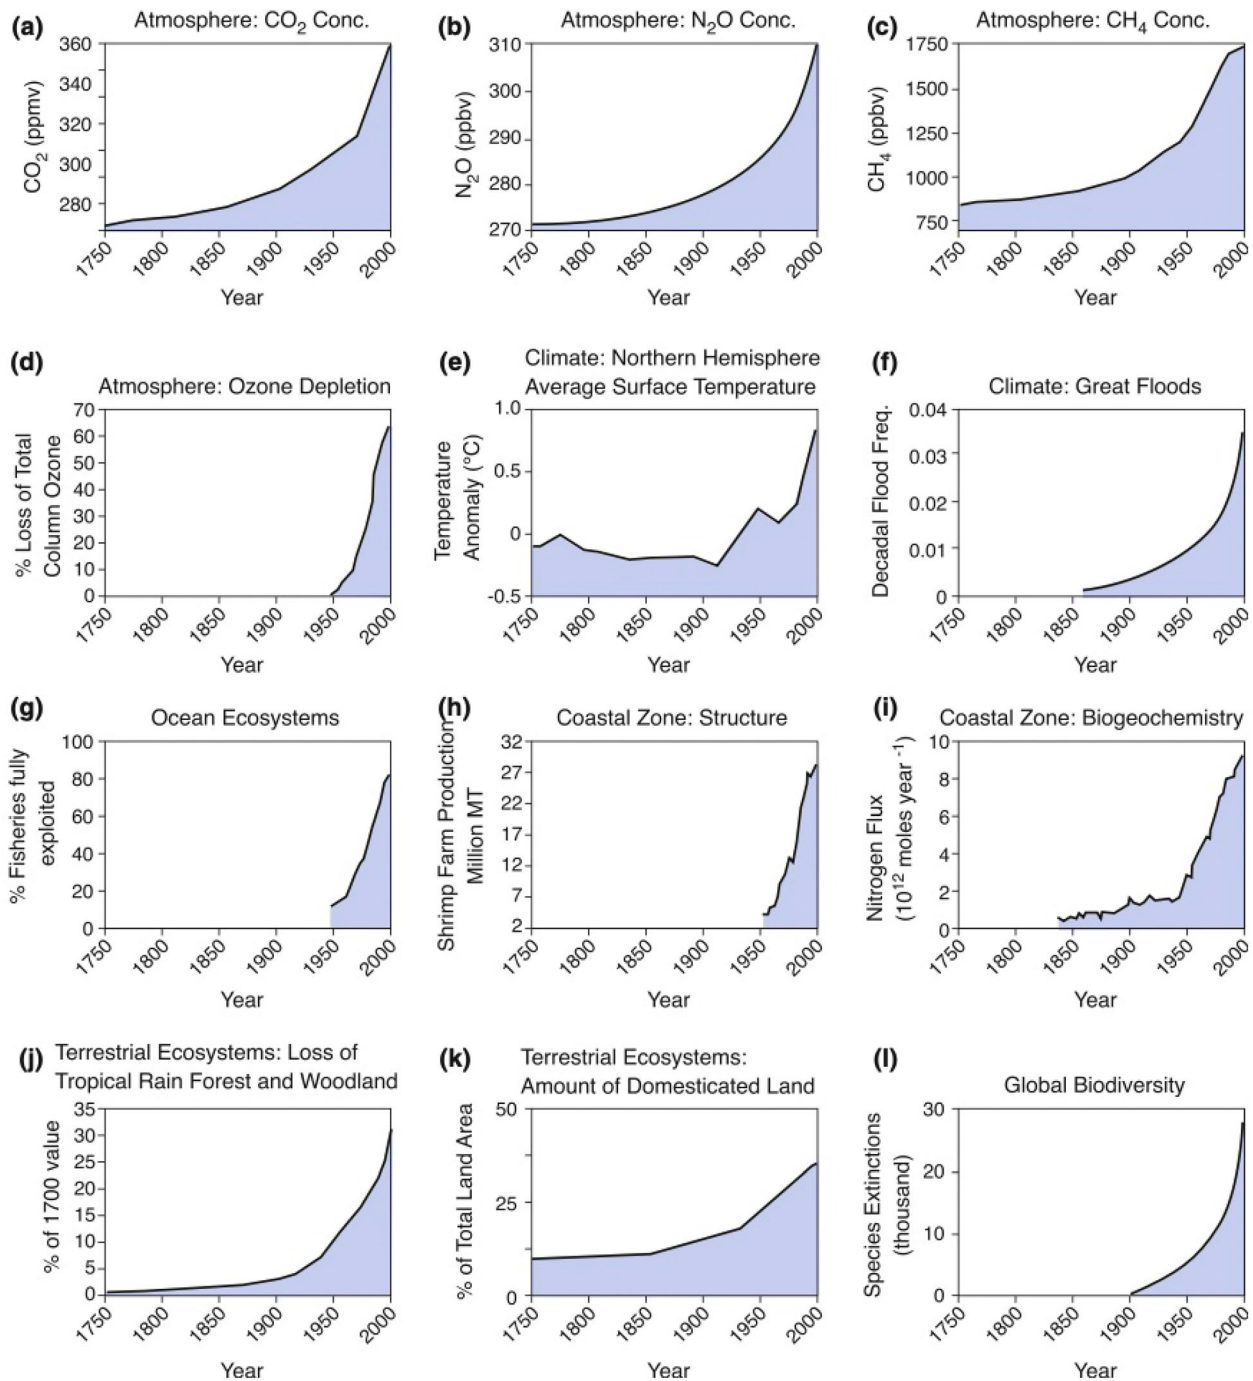 (a) Atmosphere: CO2 Conc.
CO2 (ppmv)
360
340
320
300
280
1750 1800 1850 1900 1950 2000
Year
(b) Atmosphere: N2O Conc.
N2O (ppbv)
310
300
290
280
270
1750 1800 1850 1900 1950 2000
Year
(c) Atmosphere: CH4 Conc.
CH4 (ppbv)
1750
1500
1250
1000
750
1750 1800 1850 1900 1950 2000
Year
(d) Atmosphere: Ozone Depletion
% Loss of Total
Column Ozone
70
60
50
40
30
20
10
0
1750 1800 1850 1900 1950 2000
Year
(e) Climate: Northern Hemisphere
Average Surface Temperature
Temperature
Anomaly (°C)
1.0
0.5
0
-0.5
1750 1800 1850 1900 1950 2000
Year
(f) Climate: Great Floods
Decadal Flood Freq.
0.04
0.03
0.02
0.01
0
1750 1800 1850 1900 1950 2000
Year
(g) Ocean Ecosystems
% Fisheries fully
exploited
100
80
60
40
20
0
1750 1800 1850 1900 1950 2000
Year
(h) Coastal Zone: Structure
Shrimp Farm Production
Million MT
32
27
22
17
12
7
2
1750 1800 1850 1900 1950 2000
Year
(i) Coastal Zone: Biogeochemistry
Nitrogen Flux
(10¹² moles year ⁻¹)
10
8
6
4
2
0
1750 1800 1850 1900 1950 2000
Year
(j) Terrestrial Ecosystems: Loss of
Tropical Rain Forest and Woodland
% of 1700 value
35
30
25
20
15
10
5
0
1750 1800 1850 1900 1950 2000
Year
(k) Terrestrial Ecosystems:
Amount of Domesticated Land
% of Total Land Area
50
25
0
1750 1800 1850 1900 1950 2000
Year
(l) Global Biodiversity
Species Extinctions
(thousand)
30
20
10
0
1750 1800 1850 1900 1950 2000
Year